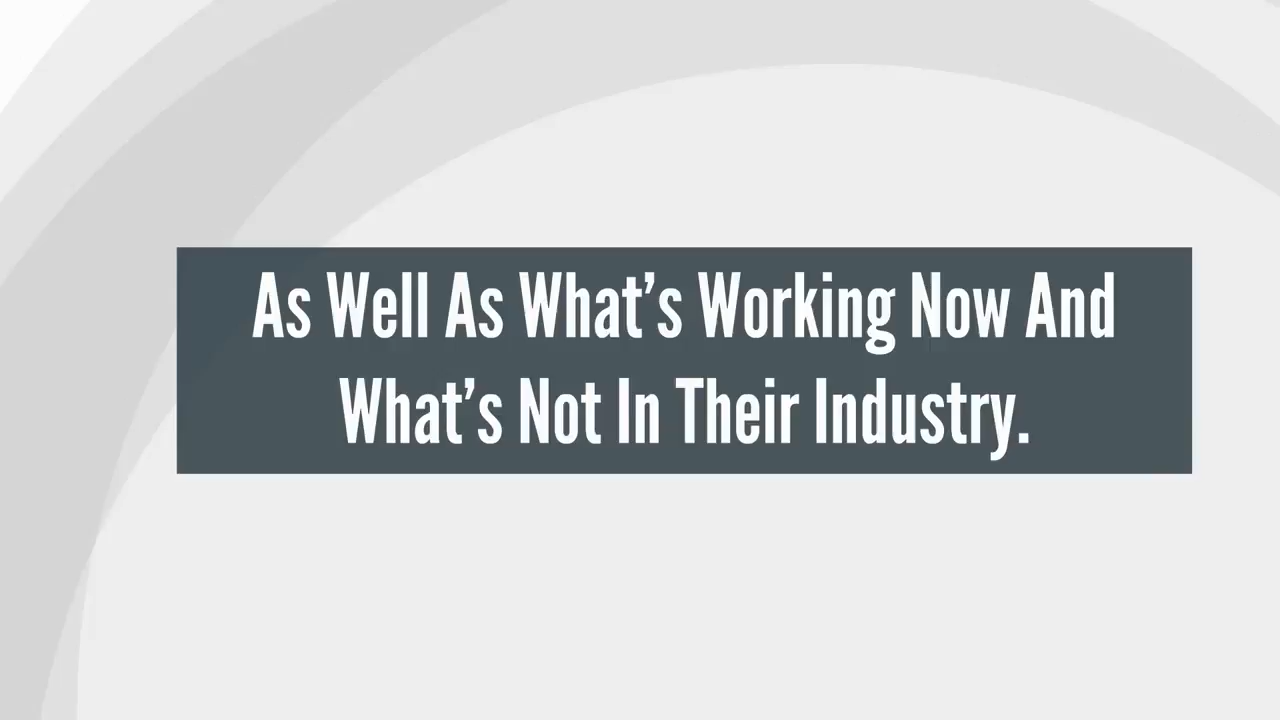 As Well As What’s Working Now And
What’s Not In Their Industry.